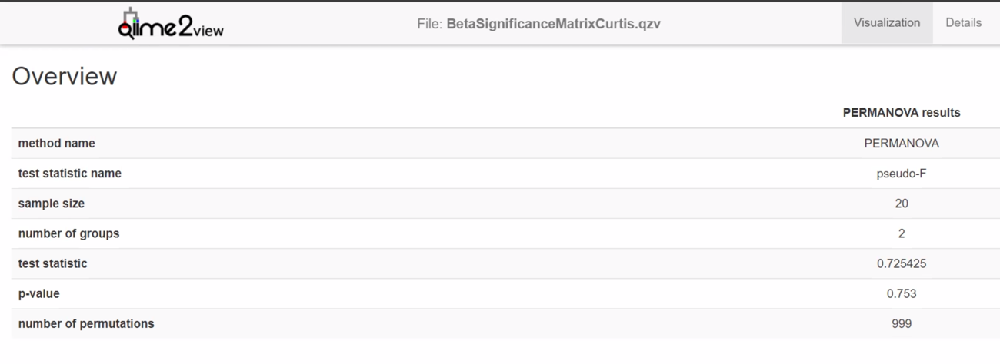 qiime2view File: BetaSignificanceMatrixCurtis.qzv Visualization Details
Overview
PERMANOVA results
method name PERMANOVA
test statistic name pseudo-F
sample size 20
number of groups 2
test statistic 0.725425
p-value 0.753
number of permutations 999